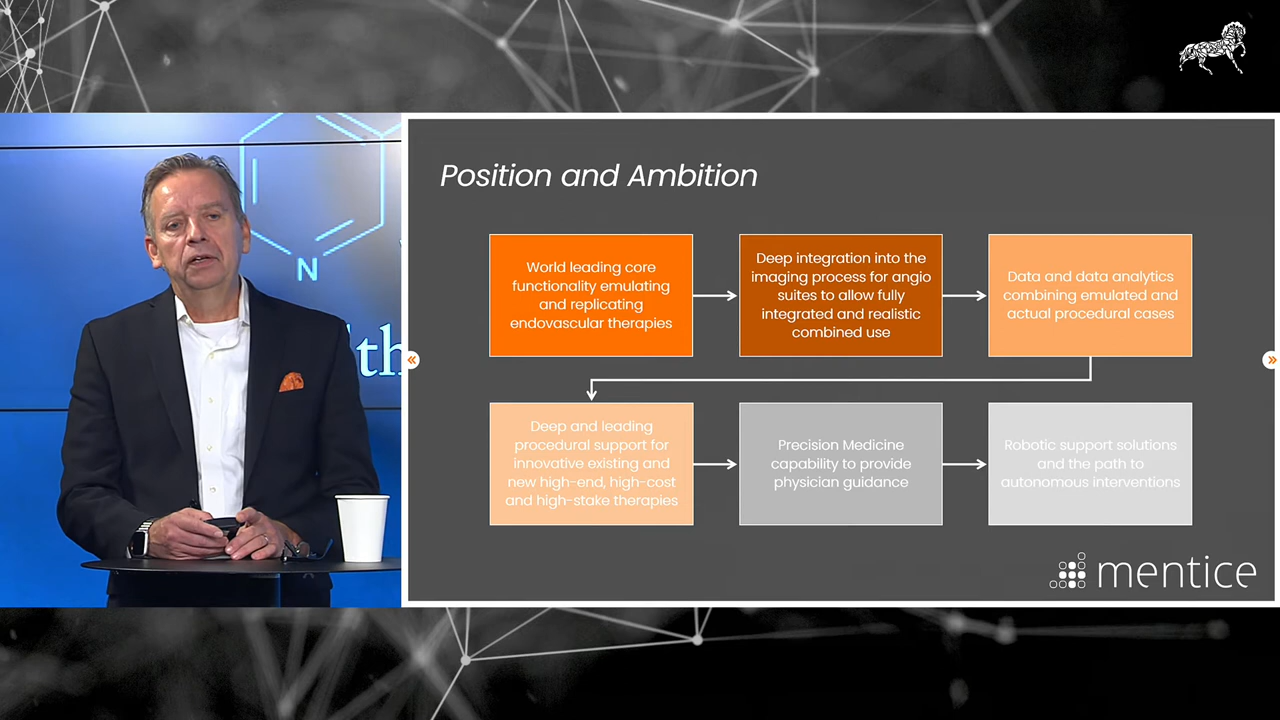 N
th
Position and Ambition
World leading core
functionality emulating
and replicating
endovascular therapies
Deep integration into the
imaging process for angio
suites to allow fully
integrated and realistic
combined use
Data and data analytics
combining emulated and
actual procedural cases
Deep and leading
procedural support for
innovative existing and
new high-end, high-cost
and high-stake therapies
Precision Medicine
capability to provide
physician guidance
Robotic support solutions
and the path to
autonomous interventions
mentice